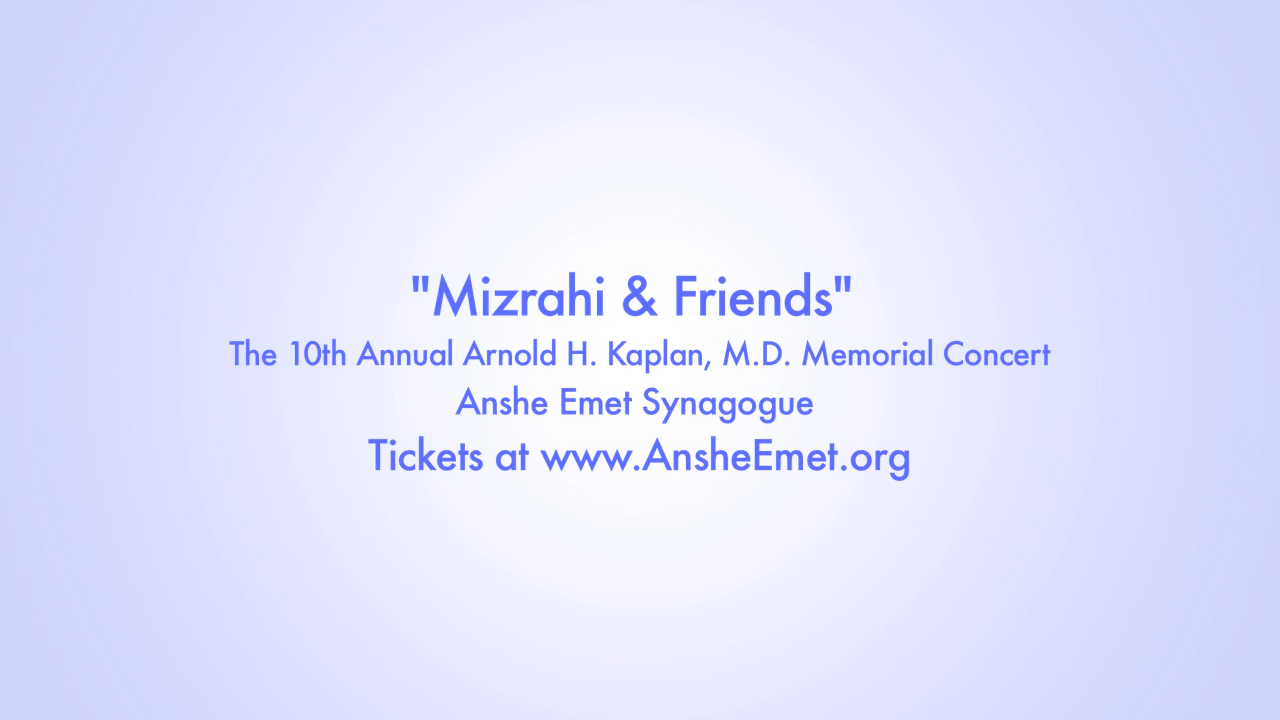 "Mizrahi & Friends"
The 10th Annual Arnold H. Kaplan, M.D. Memorial Concert
Anshe Emet Synagogue
Tickets at www.AnsheEmet.org